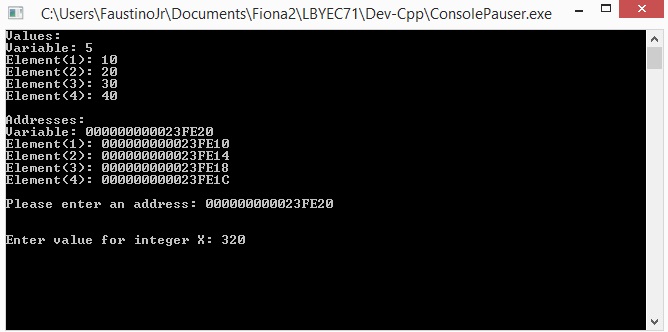 C:\Users\FaustinoJr\Documents\Fiona2\LBYEC71\Dev-Cpp\ConsolePauser.exe
Values:
Variable: 5
Element(1): 10
Element(2): 20
Element(3): 30
Element(4): 40
Addresses:
Variable: 000000000023FE20
Element(1): 000000000023FE10
Element(2): 000000000023FE14
Element(3): 000000000023FE18
Element(4): 000000000023FE1C
Please enter an address: 000000000023FE20
Enter value for integer X: 320